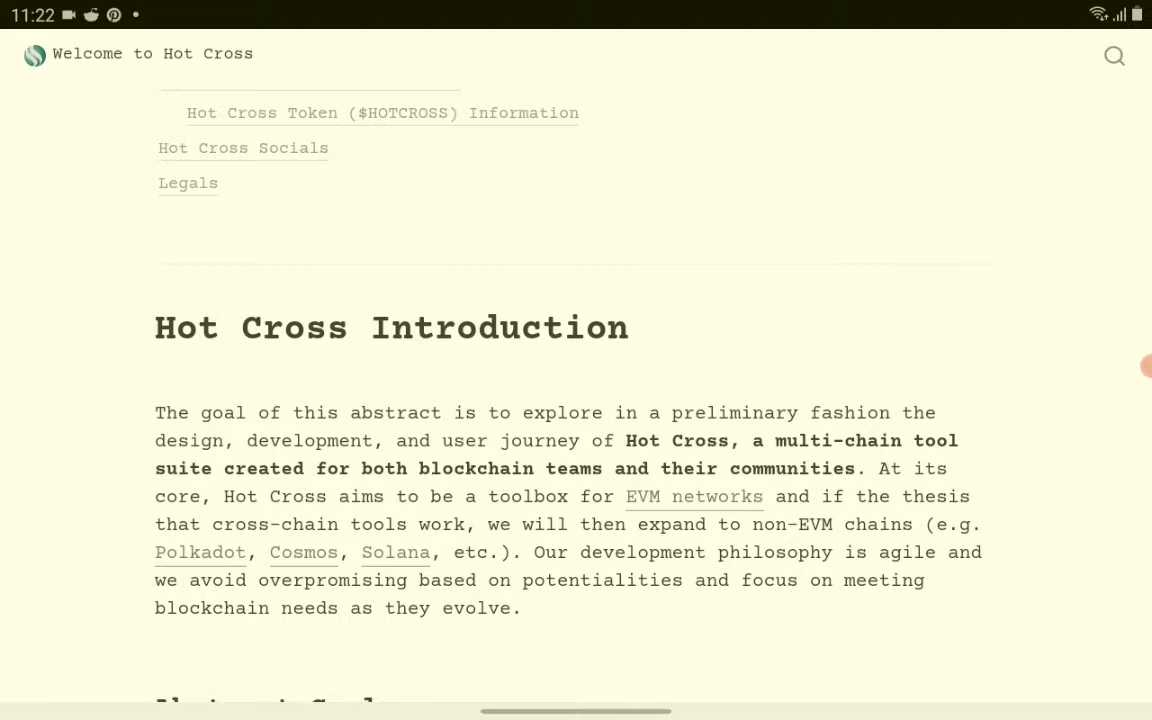 11:22
Welcome to Hot Cross
Hot Cross Token ($HOTCROSS) Information
Hot Cross Socials
Legals
Hot Cross Introduction
The goal of this abstract is to explore in a preliminary fashion the
design, development, and user journey of Hot Cross, a multi-chain tool
suite created for both blockchain teams and their communities. At its
core, Hot Cross aims to be a toolbox for EVM networks and if the thesis
that cross-chain tools work, we will then expand to non-EVM chains (e.g.
Polkadot, Cosmos, Solana, etc.). Our development philosophy is agile and
we avoid overpromising based on potentialities and focus on meeting
blockchain needs as they evolve.